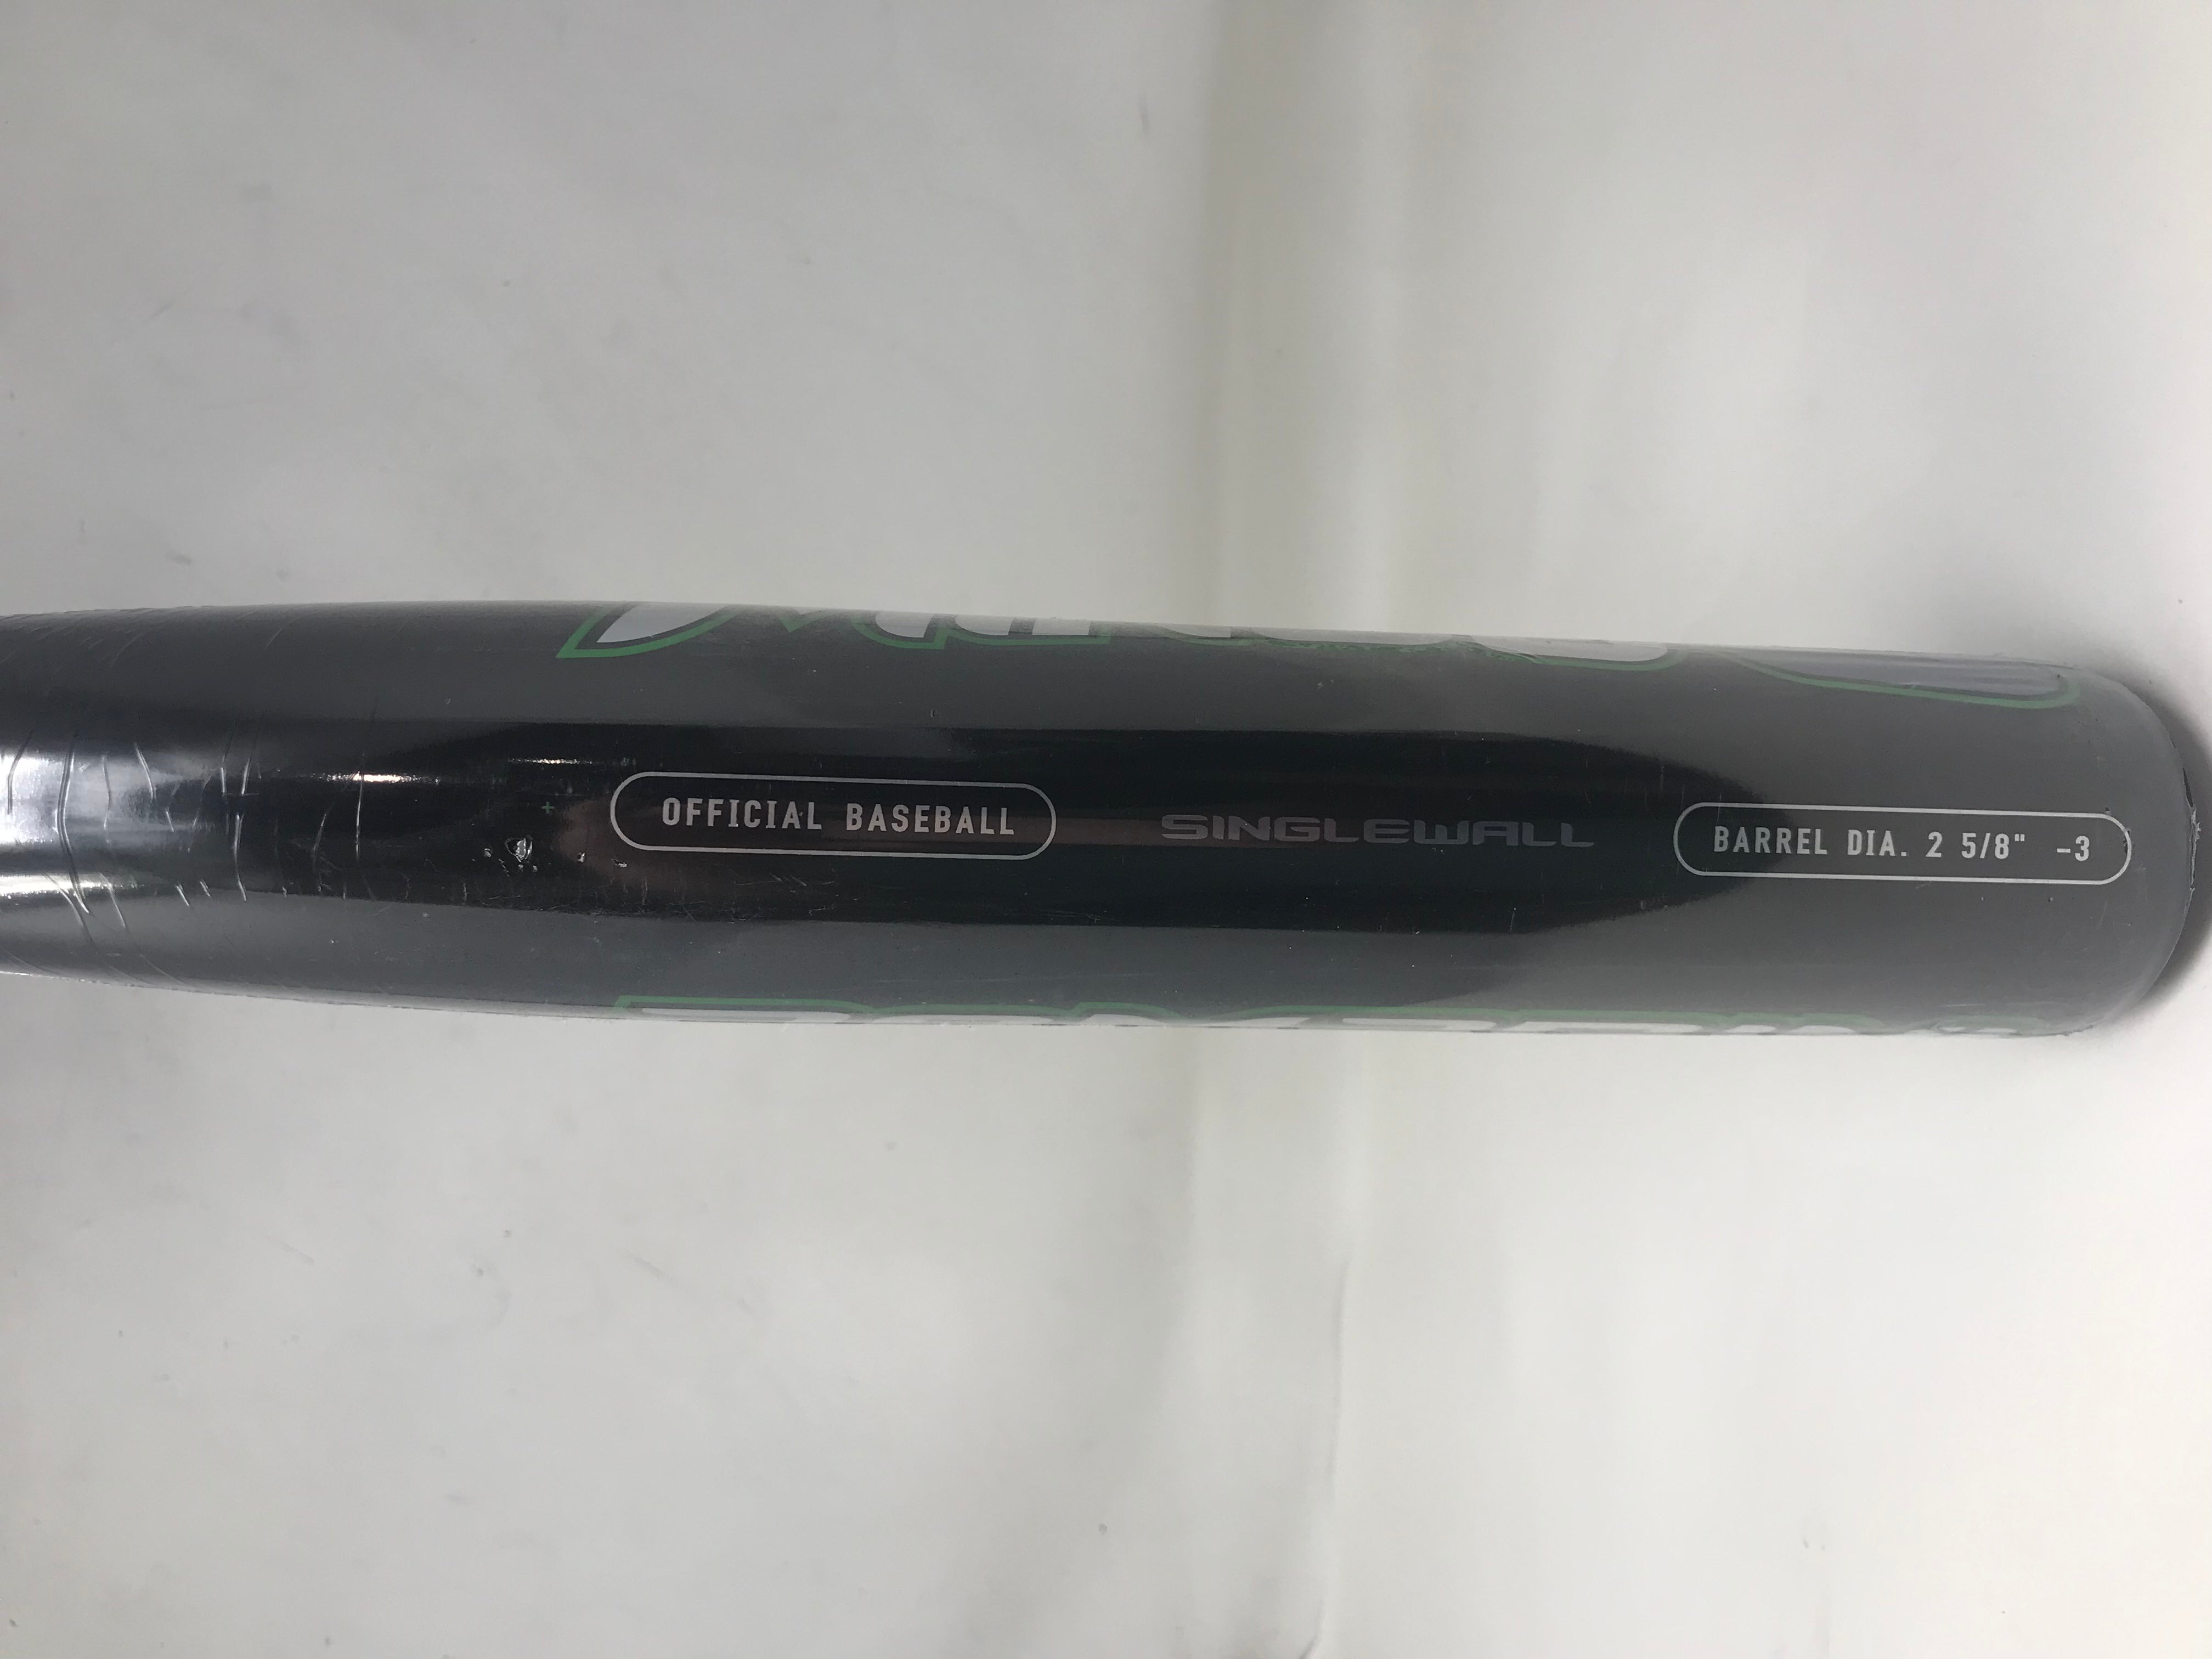 OFFICIAL BASEBALL
SINGLEWALL
BARREL DIA. 2 5/8" -3